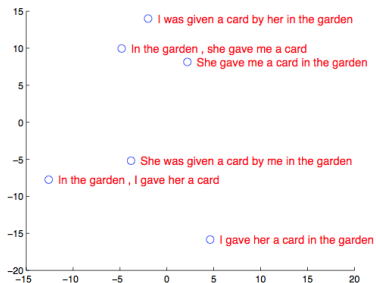 15
10
5
0
−5
−10
−15
−20
I was given a card by her in the garden
In the garden , she gave me a card
She gave me a card in the garden
She was given a card by me in the garden
In the garden , I gave her a card
I gave her a card in the garden
−15 −10 −5 0 5 10 15 20